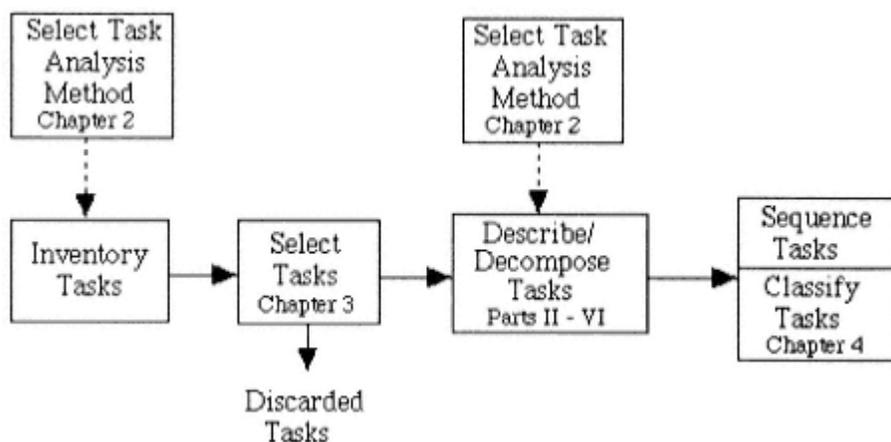 Select Task
Analysis
Method
Chapter 2
Select Task
Analysis
Method
Chapter 2
Inventory
Tasks
Select
Tasks
Chapter 3
Describe/
Decompose
Tasks
Parts II - VI
Sequence
Tasks
Classify
Tasks
Chapter 4
Discarded
Tasks